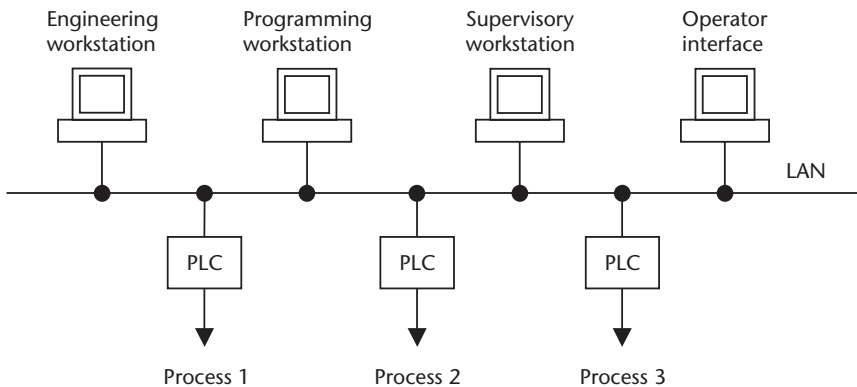 Engineering
workstation
Programming
workstation
Supervisory
workstation
Operator
interface
LAN
PLC
PLC
PLC
Process 1
Process 2
Process 3